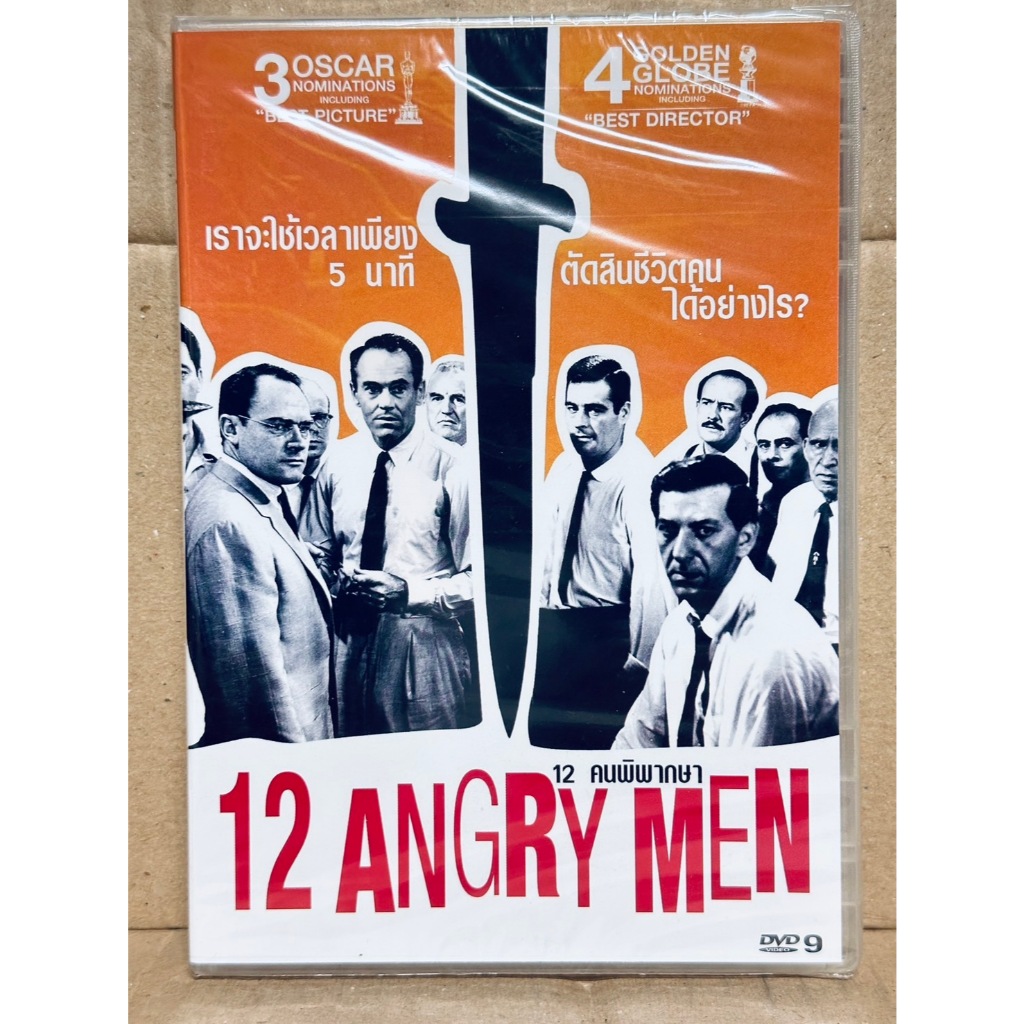 3 OSCAR
NOMINATIONS
INCLUDING
"BEST PICTURE"
4 GOLDEN
GLOBE
NOMINATIONS
INCLUDING
"BEST DIRECTOR"
เราจะใช้เวลาเพียง
5 นาที
ตัดสินชีวิตคน
ได้อย่างไร?
12 คนพิพากษา
12 ANGRY MEN
DVD 9
VIDEO